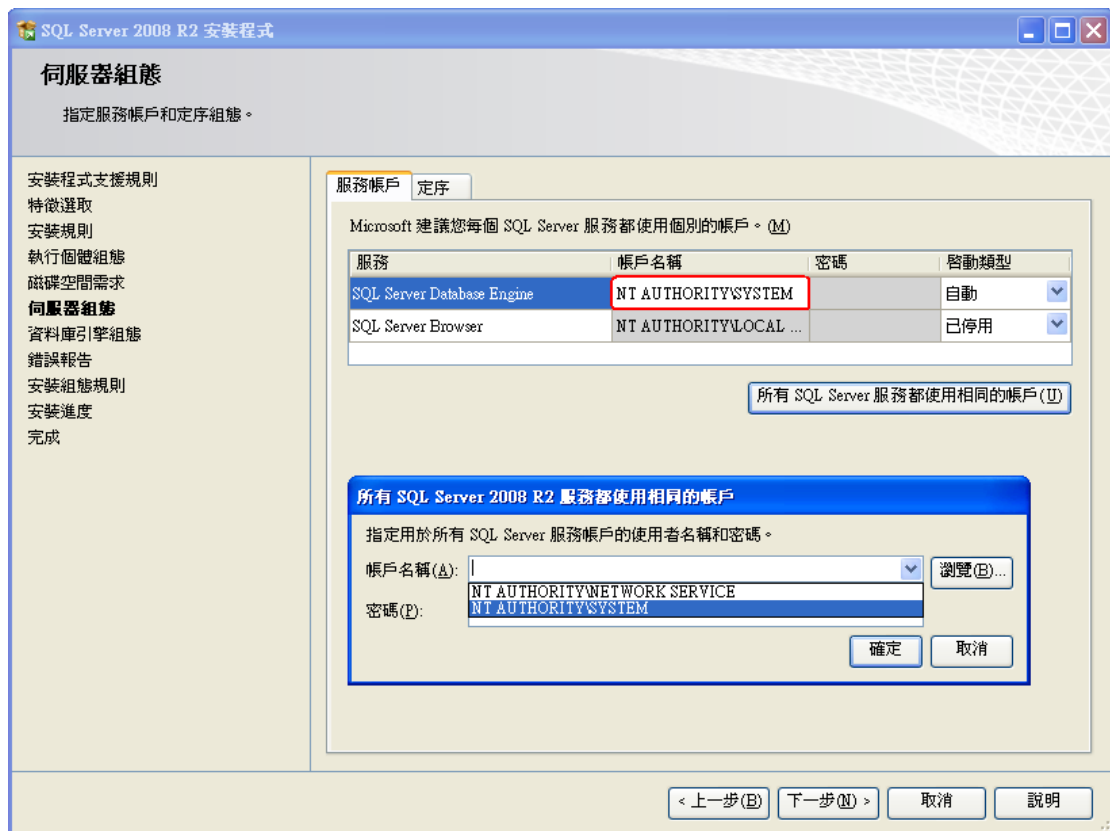 SQL Server 2008 R2 安裝程式
伺服器組態
指定服務帳戶和定序組態。
安裝程式支援規則
特徵選取
安裝規則
執行個體組態
磁碟空間需求
伺服器組態
資料庫引擎組態
錯誤報告
安裝組態規則
安裝進度
完成
服務帳戶 定序
Microsoft 建議您每個 SQL Server 服務都使用個別的帳戶。(M)
服務 帳戶名稱 密碼 啓動類型
SQL Server Database Engine NT AUTHORITY\SYSTEM 自動
SQL Server Browser NT AUTHORITY\LOCAL ... 已停用
所有 SQL Server 服務都使用相同的帳戶(U)
所有 SQL Server 2008 R2 服務都使用相同的帳戶
指定用於所有 SQL Server 服務帳戶的使用者名稱和密碼。
帳戶名稱(A): 瀏覽(B)...
NT AUTHORITY\NETWORK SERVICE
密碼(P): NT AUTHORITY\SYSTEM
確定 取消
< 上一步(B) 下一步(N) > 取消 說明